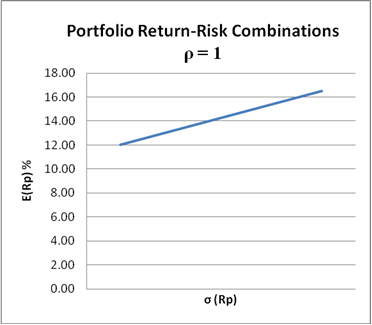 Portfolio Return-Risk Combinations
ρ = 1
18.00
16.00
14.00
12.00
10.00
8.00
6.00
4.00
2.00
0.00
E(Rp) %
σ (Rp)